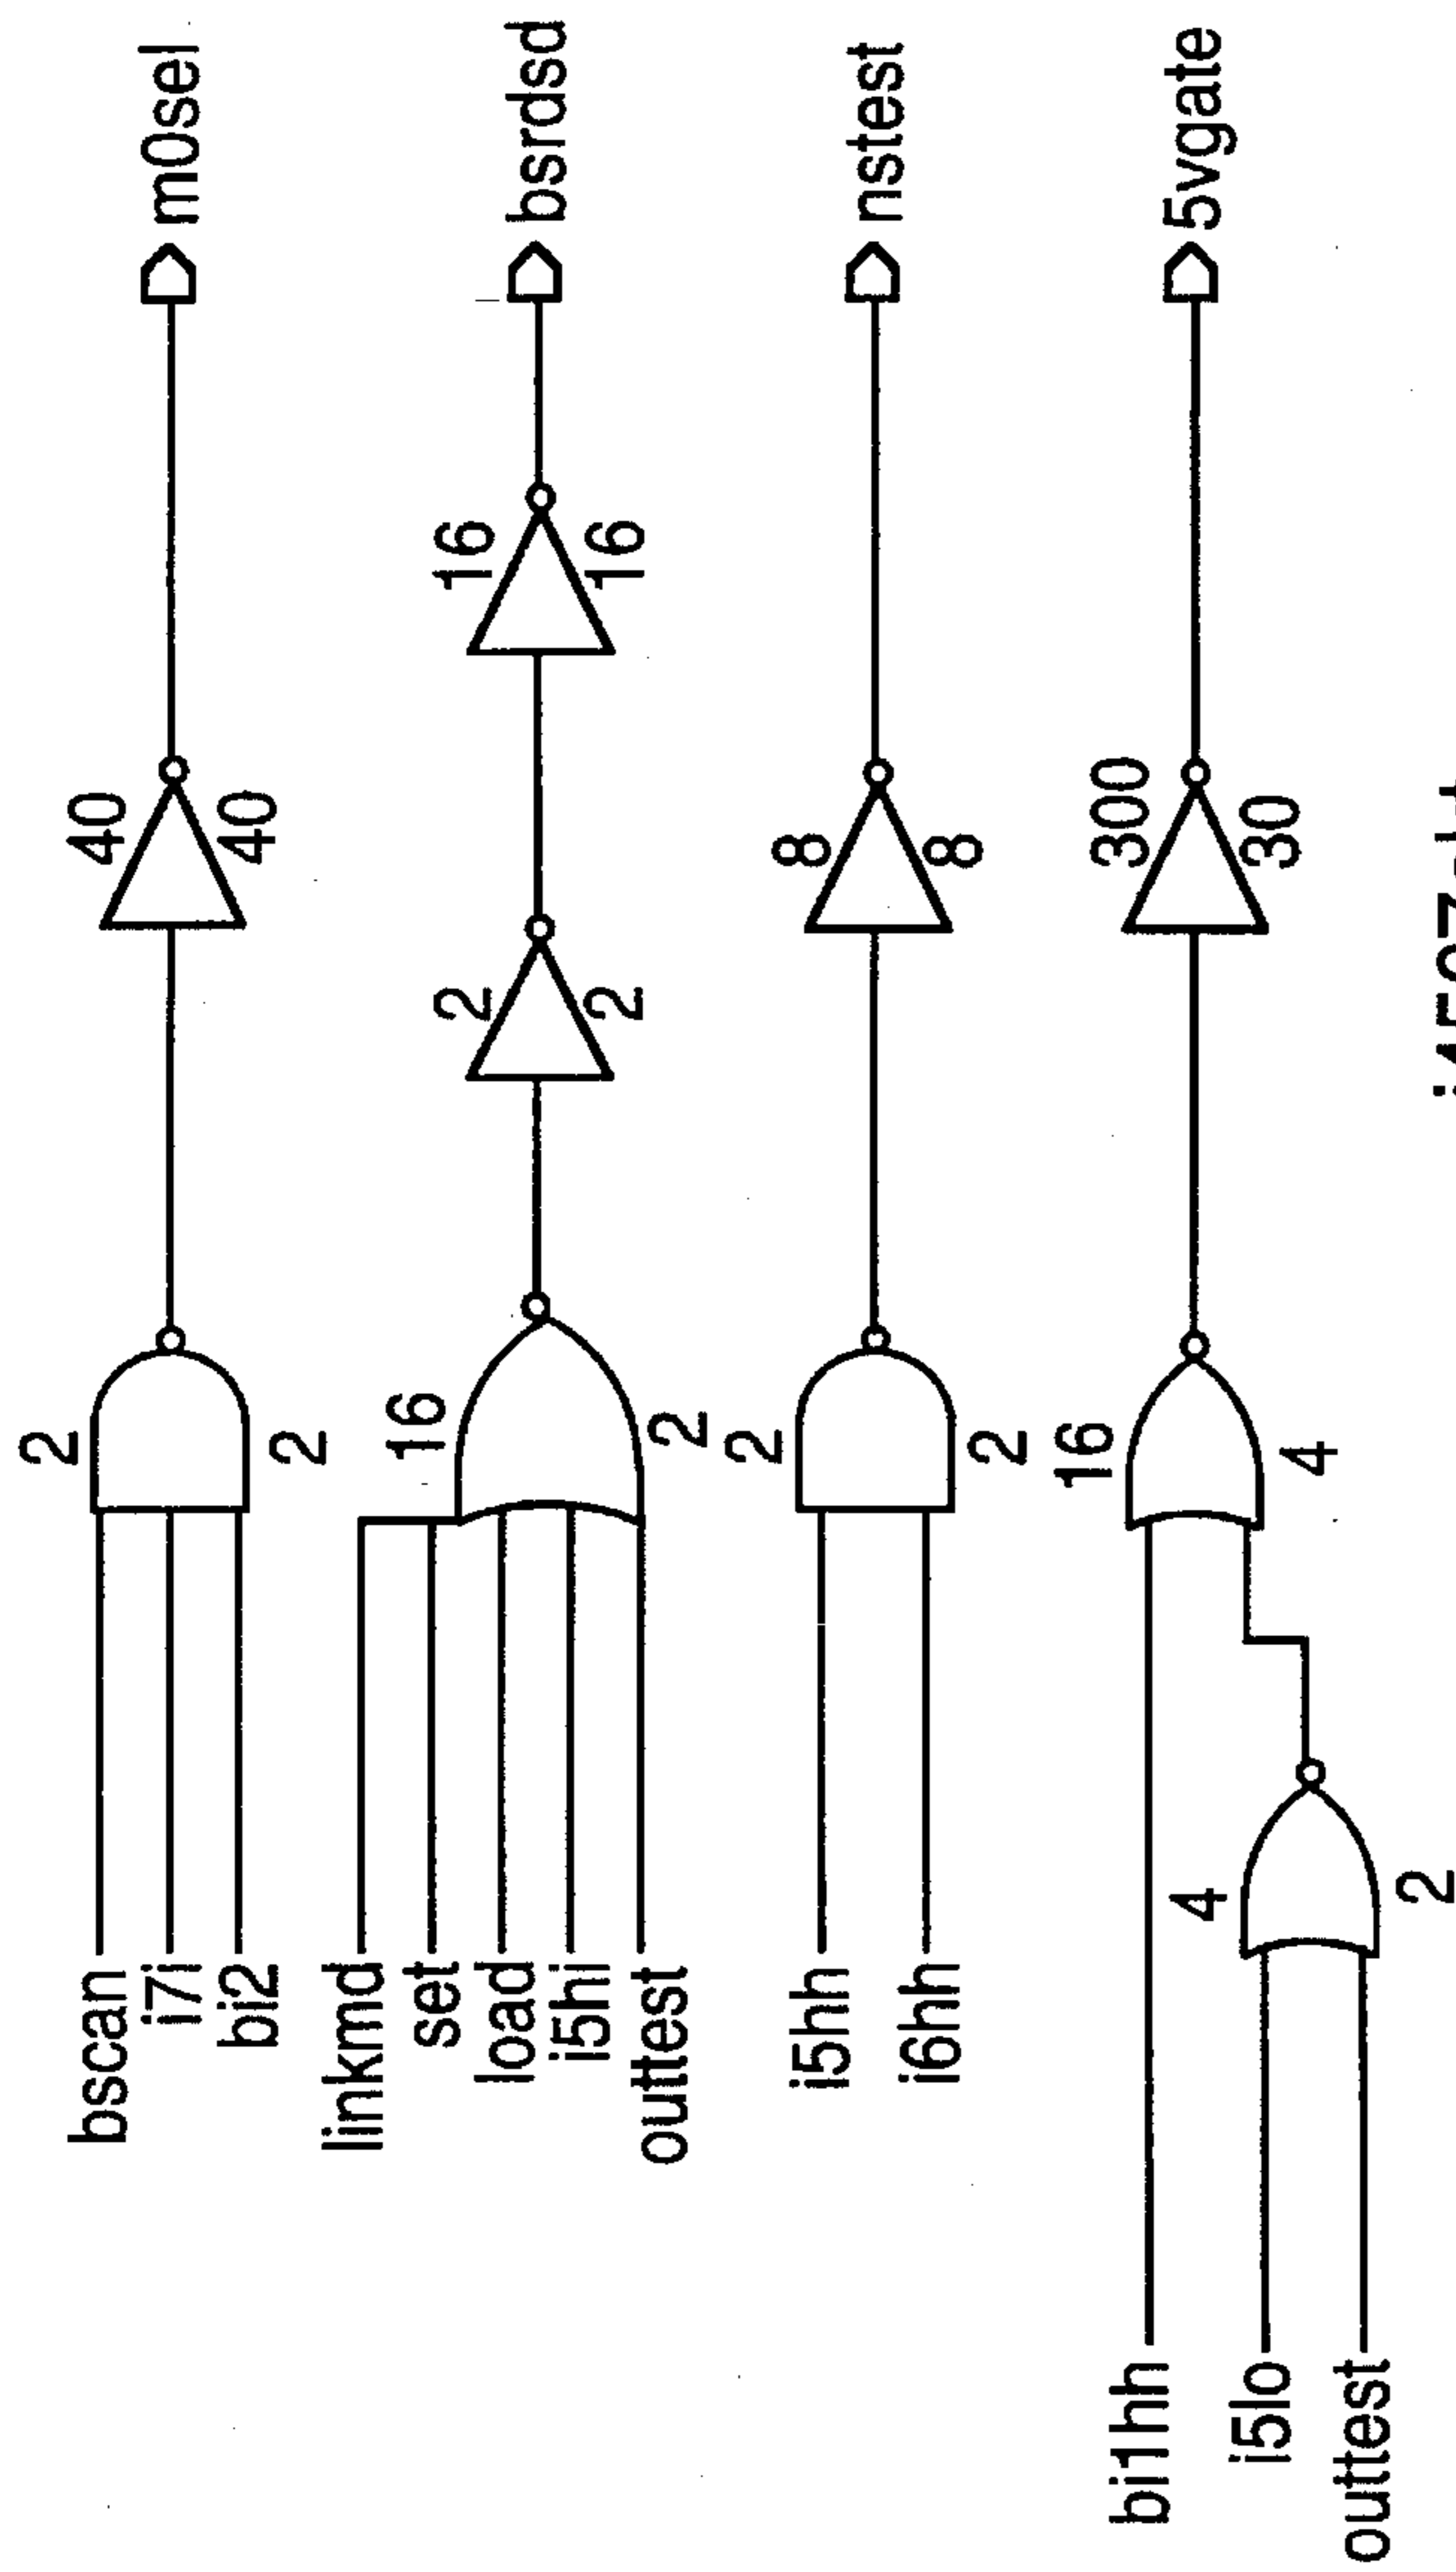 bscan
i7i
bi2
2
2
40
40
m0sel
linkmd
set
load
i5hi
outtest
16
2
2
2
16
16
bsrdsd
i5hh
i6hh
2
2
8
8
nstest
bi1hh
i5lo
outtest
4
2
16
4
300
30
5vgate